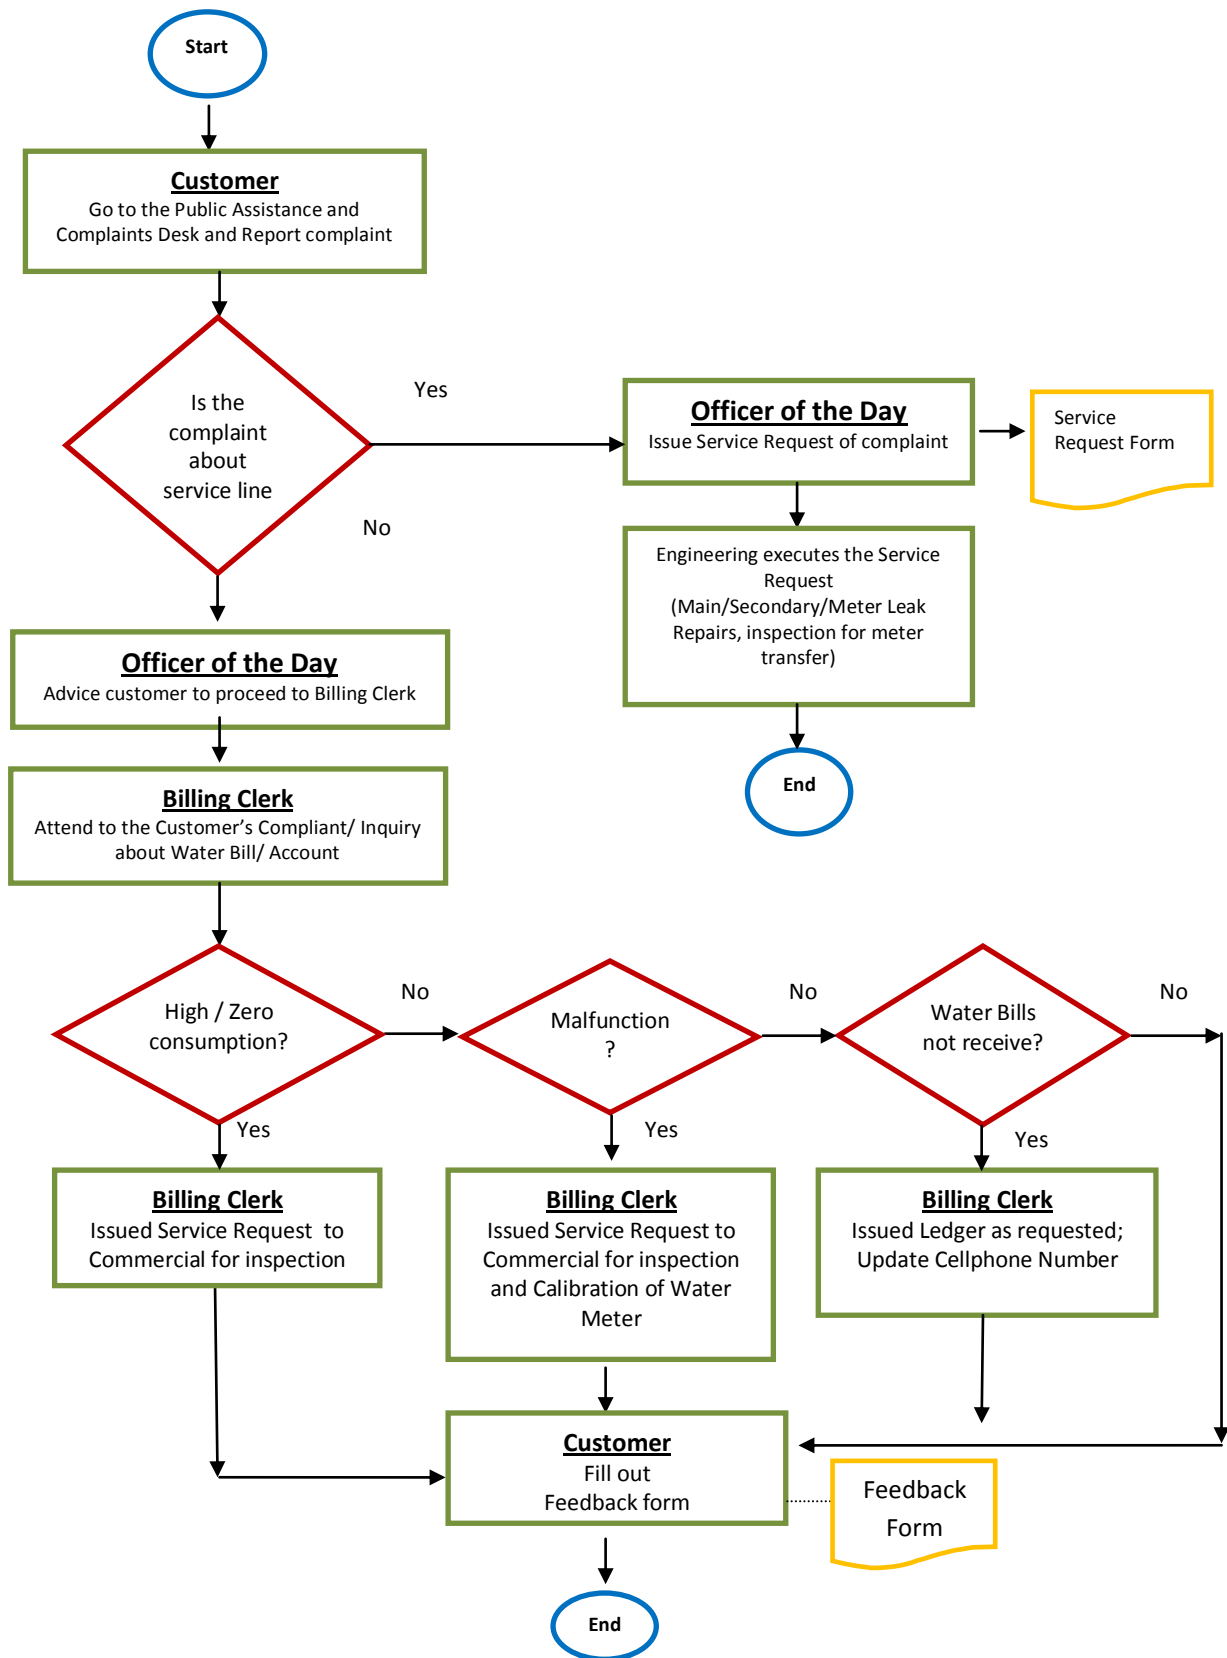 Start
Customer
Go to the Public Assistance and
Complaints Desk and Report complaint
Is the
complaint
about
service line
Yes
No
Officer of the Day
Issue Service Request of complaint
Service
Request Form
Engineering executes the Service
Request
(Main/Secondary/Meter Leak
Repairs, inspection for meter
transfer)
End
Officer of the Day
Advice customer to proceed to Billing Clerk
Billing Clerk
Attend to the Customer’s Compliant/ Inquiry
about Water Bill/ Account
High / Zero
consumption?
No
Yes
Malfunction
?
No
Yes
Water Bills
not receive?
No
Yes
Billing Clerk
Issued Service Request  to
Commercial for inspection
Billing Clerk
Issued Service Request to
Commercial for inspection
and Calibration of Water
Meter
Billing Clerk
Issued Ledger as requested;
Update Cellphone Number
Customer
Fill out
Feedback form
Feedback
Form
End